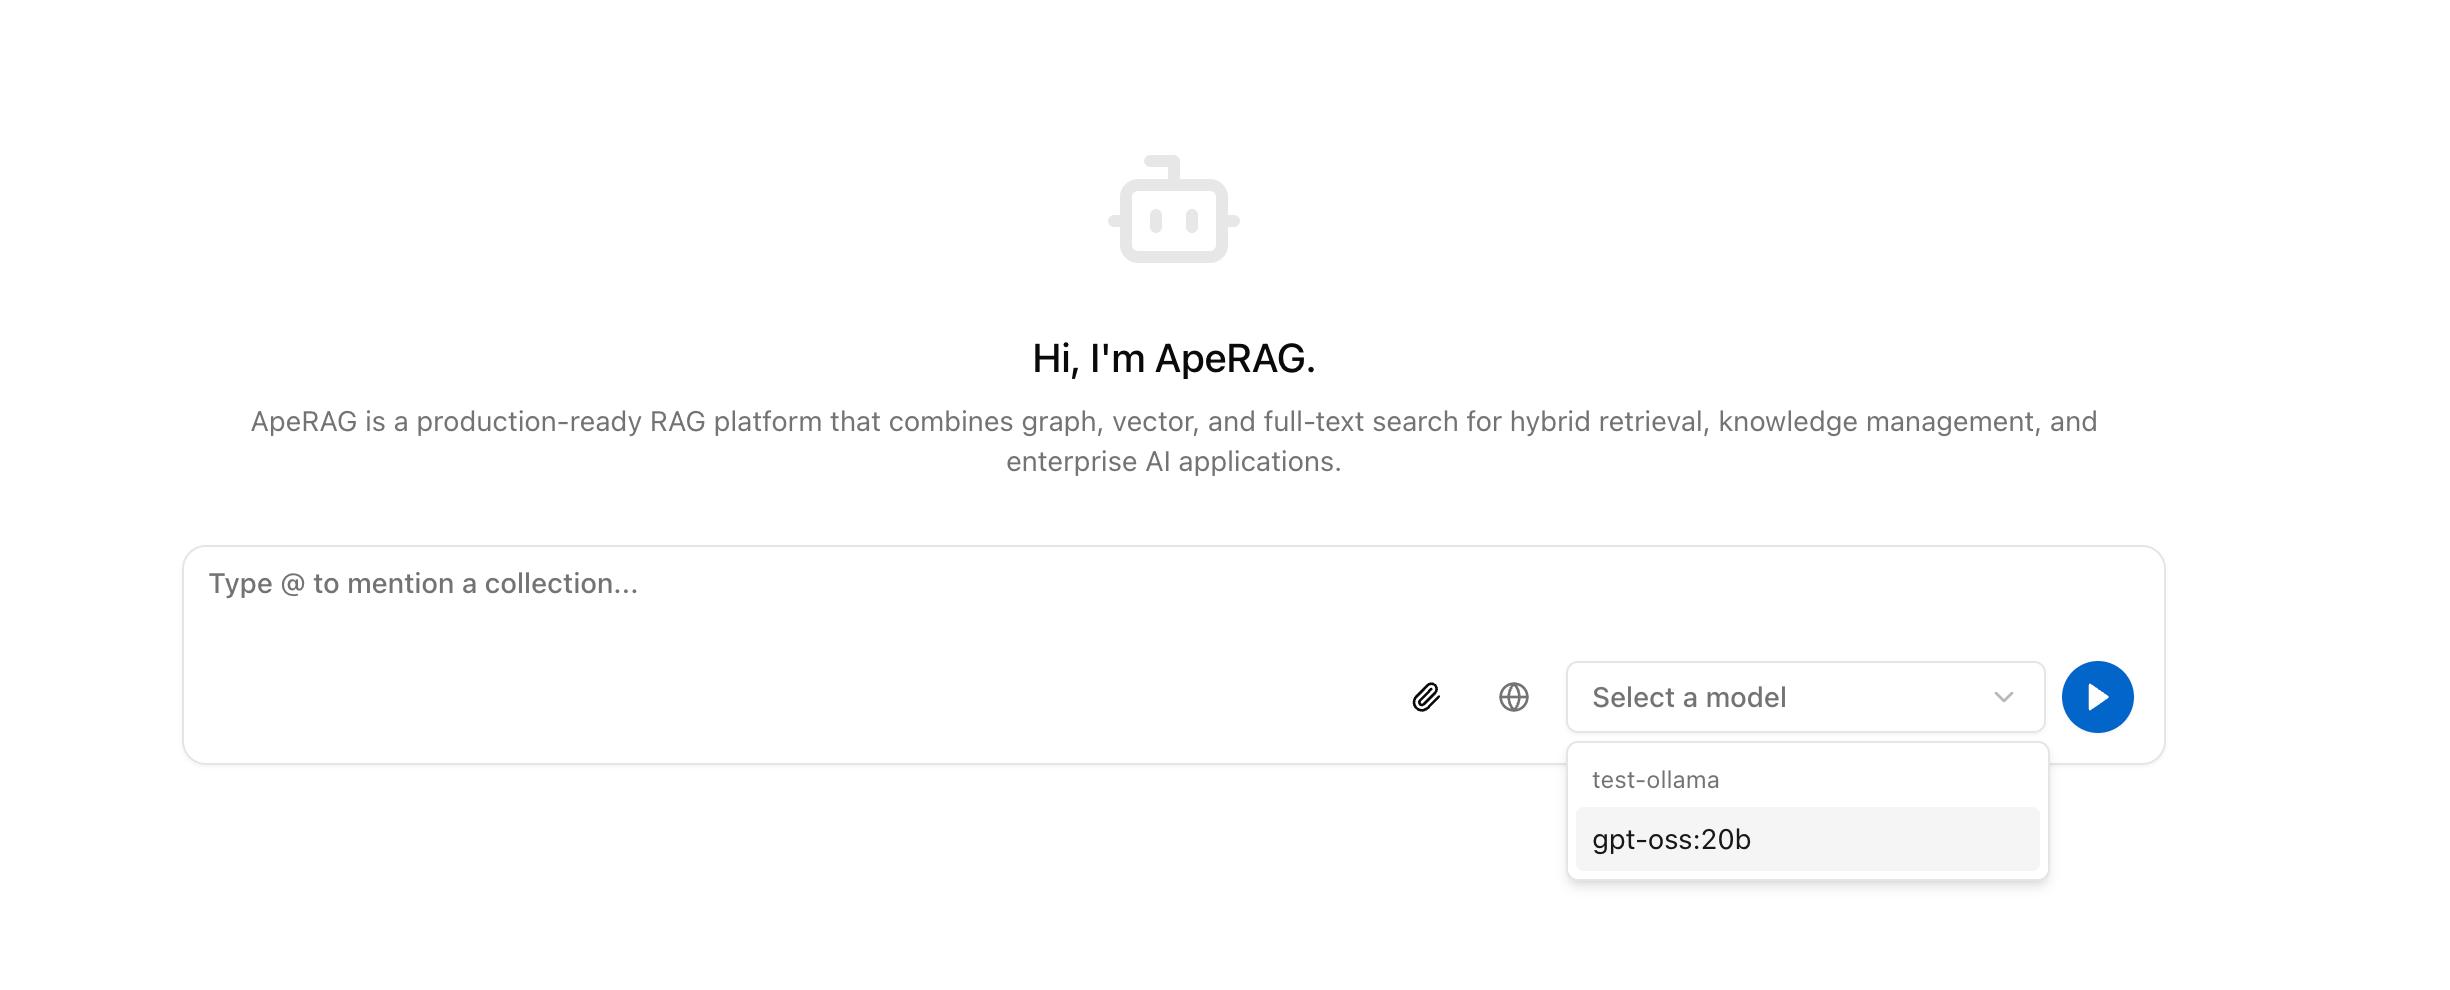 Hi, I'm ApeRAG.
ApeRAG is a production-ready RAG platform that combines graph, vector, and full-text search for hybrid retrieval, knowledge management, and
enterprise AI applications.
Type @ to mention a collection...
Select a model
test-ollama
gpt-oss:20b